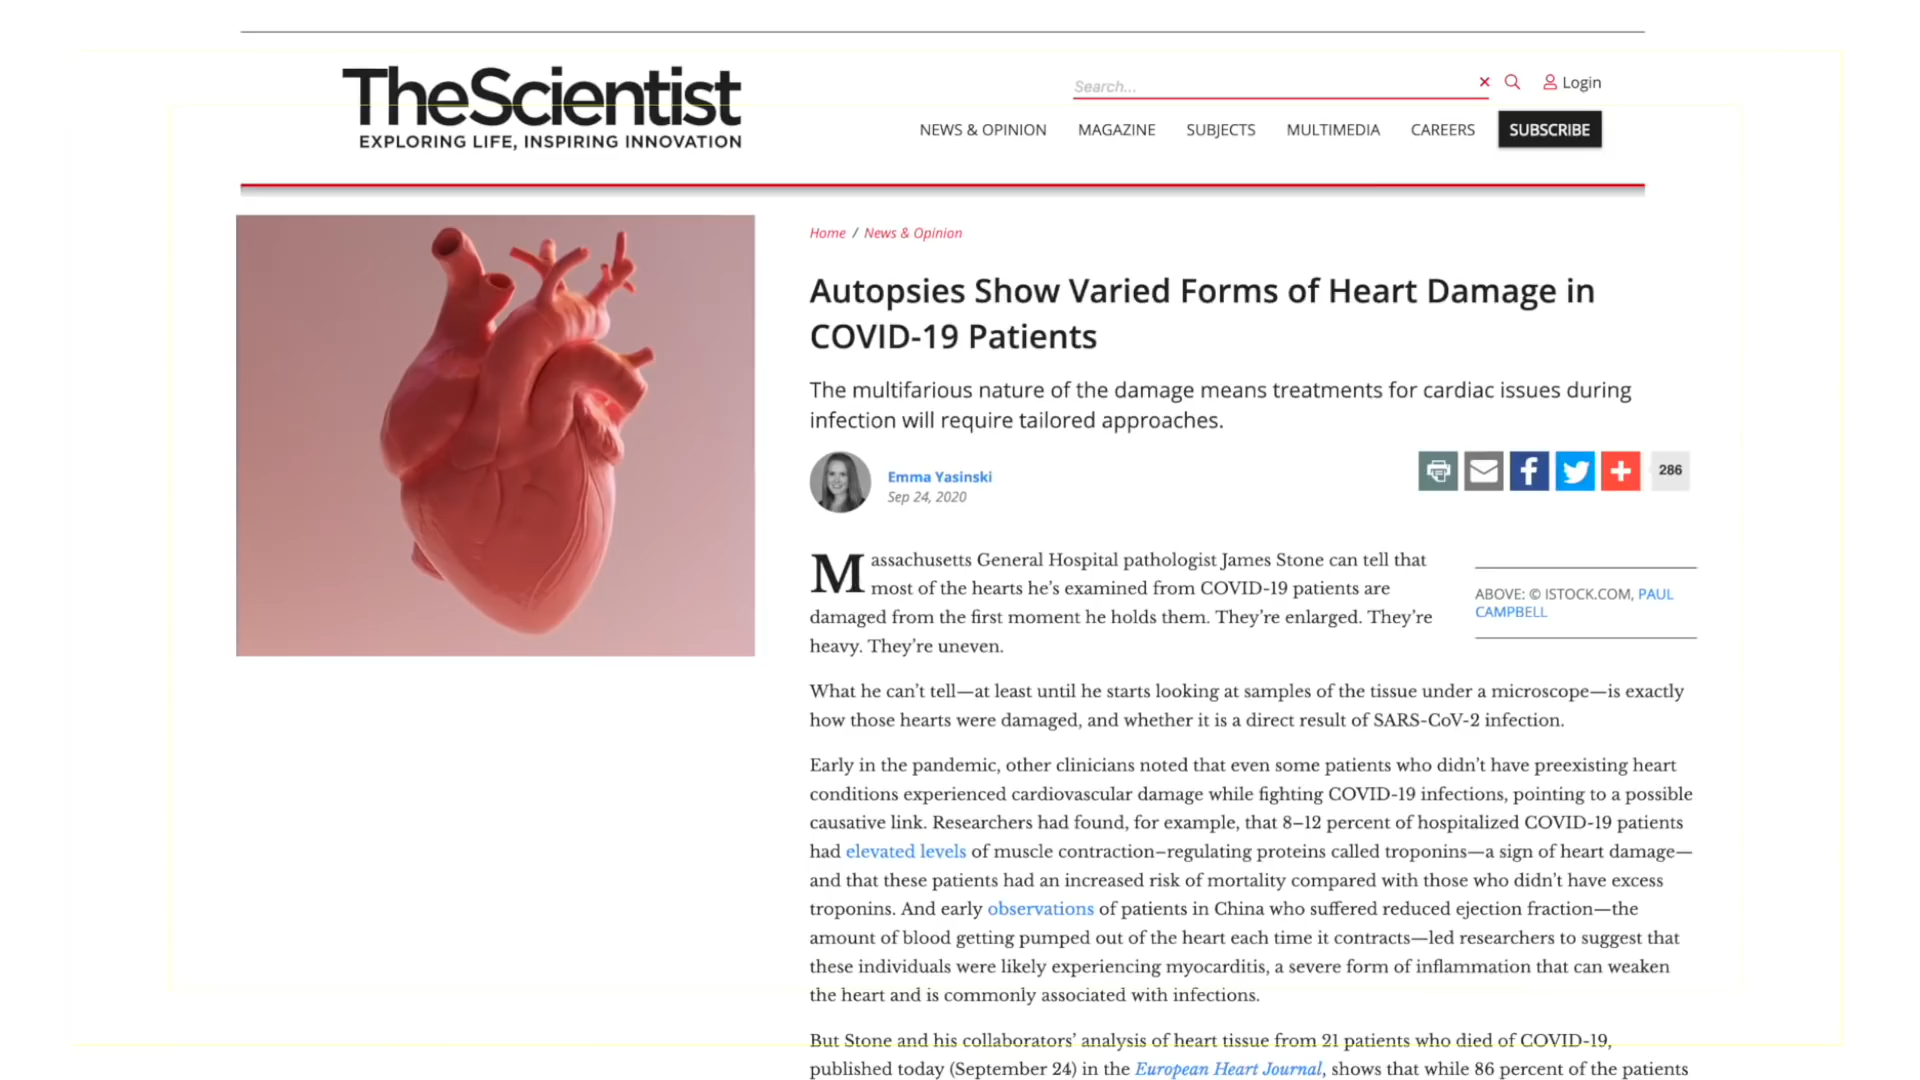 TheScientist
EXPLORING LIFE, INSPIRING INNOVATION
Search...
Login
NEWS & OPINION MAGAZINE SUBJECTS MULTIMEDIA CAREERS SUBSCRIBE
Home / News & Opinion
Autopsies Show Varied Forms of Heart Damage in
COVID-19 Patients
The multifarious nature of the damage means treatments for cardiac issues during
infection will require tailored approaches.
Emma Yasinski
Sep 24, 2020
286
Massachusetts General Hospital pathologist James Stone can tell that
most of the hearts he’s examined from COVID-19 patients are
damaged from the first moment he holds them. They’re enlarged. They’re
heavy. They’re uneven.
ABOVE: © ISTOCK.COM, PAUL
CAMPBELL
What he can’t tell—at least until he starts looking at samples of the tissue under a microscope—is exactly
how those hearts were damaged, and whether it is a direct result of SARS-CoV-2 infection.
Early in the pandemic, other clinicians noted that even some patients who didn’t have preexisting heart
conditions experienced cardiovascular damage while fighting COVID-19 infections, pointing to a possible
causative link. Researchers had found, for example, that 8–12 percent of hospitalized COVID-19 patients
had elevated levels of muscle contraction–regulating proteins called troponins—a sign of heart damage—
and that these patients had an increased risk of mortality compared with those who didn’t have excess
troponins. And early observations of patients in China who suffered reduced ejection fraction—the
amount of blood getting pumped out of the heart each time it contracts—led researchers to suggest that
these individuals were likely experiencing myocarditis, a severe form of inflammation that can weaken
the heart and is commonly associated with infections.
But Stone and his collaborators’ analysis of heart tissue from 21 patients who died of COVID-19,
published today (September 24) in the European Heart Journal, shows that while 86 percent of the patients